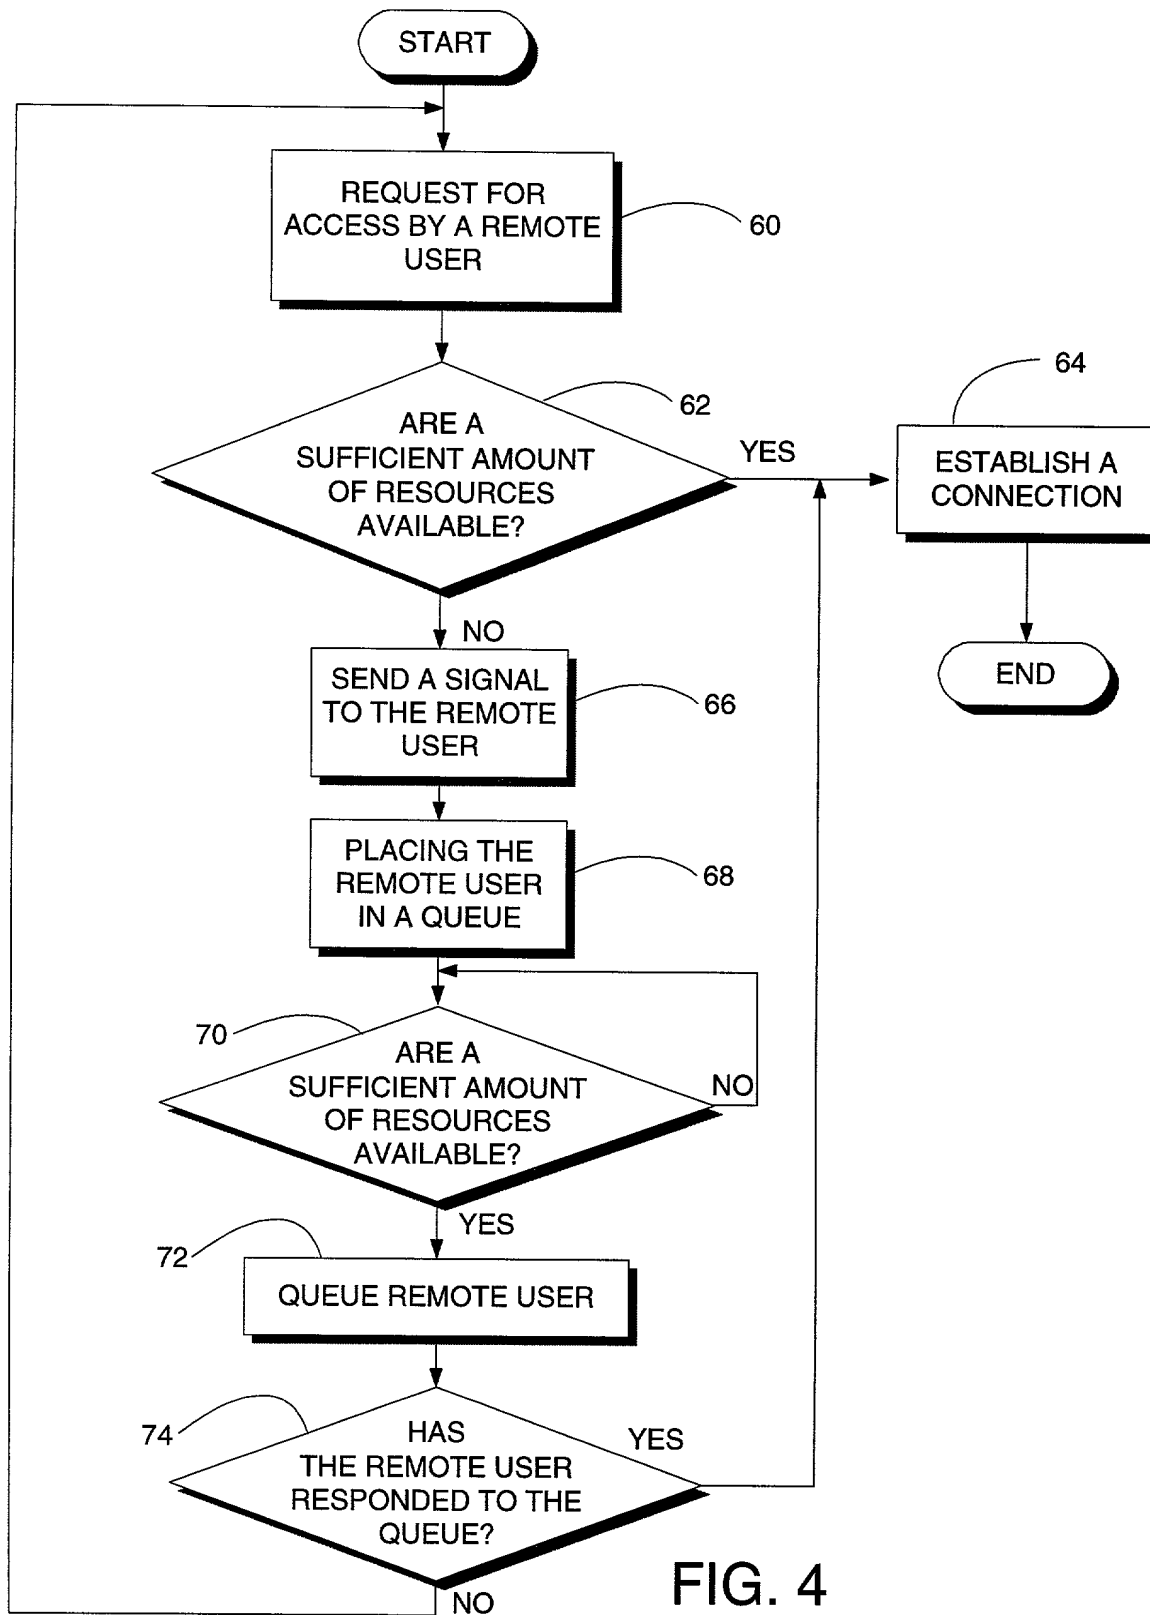 START
REQUEST FOR
ACCESS BY A REMOTE
USER
60
ARE A
SUFFICIENT AMOUNT
OF RESOURCES
AVAILABLE?
62
YES
64
ESTABLISH A
CONNECTION
END
NO
SEND A SIGNAL
TO THE REMOTE
USER
66
PLACING THE
REMOTE USER
IN A QUEUE
68
70
ARE A
SUFFICIENT AMOUNT
OF RESOURCES
AVAILABLE?
NO
YES
72
QUEUE REMOTE USER
74
HAS
THE REMOTE USER
RESPONDED TO THE
QUEUE?
YES
NO
FIG. 4